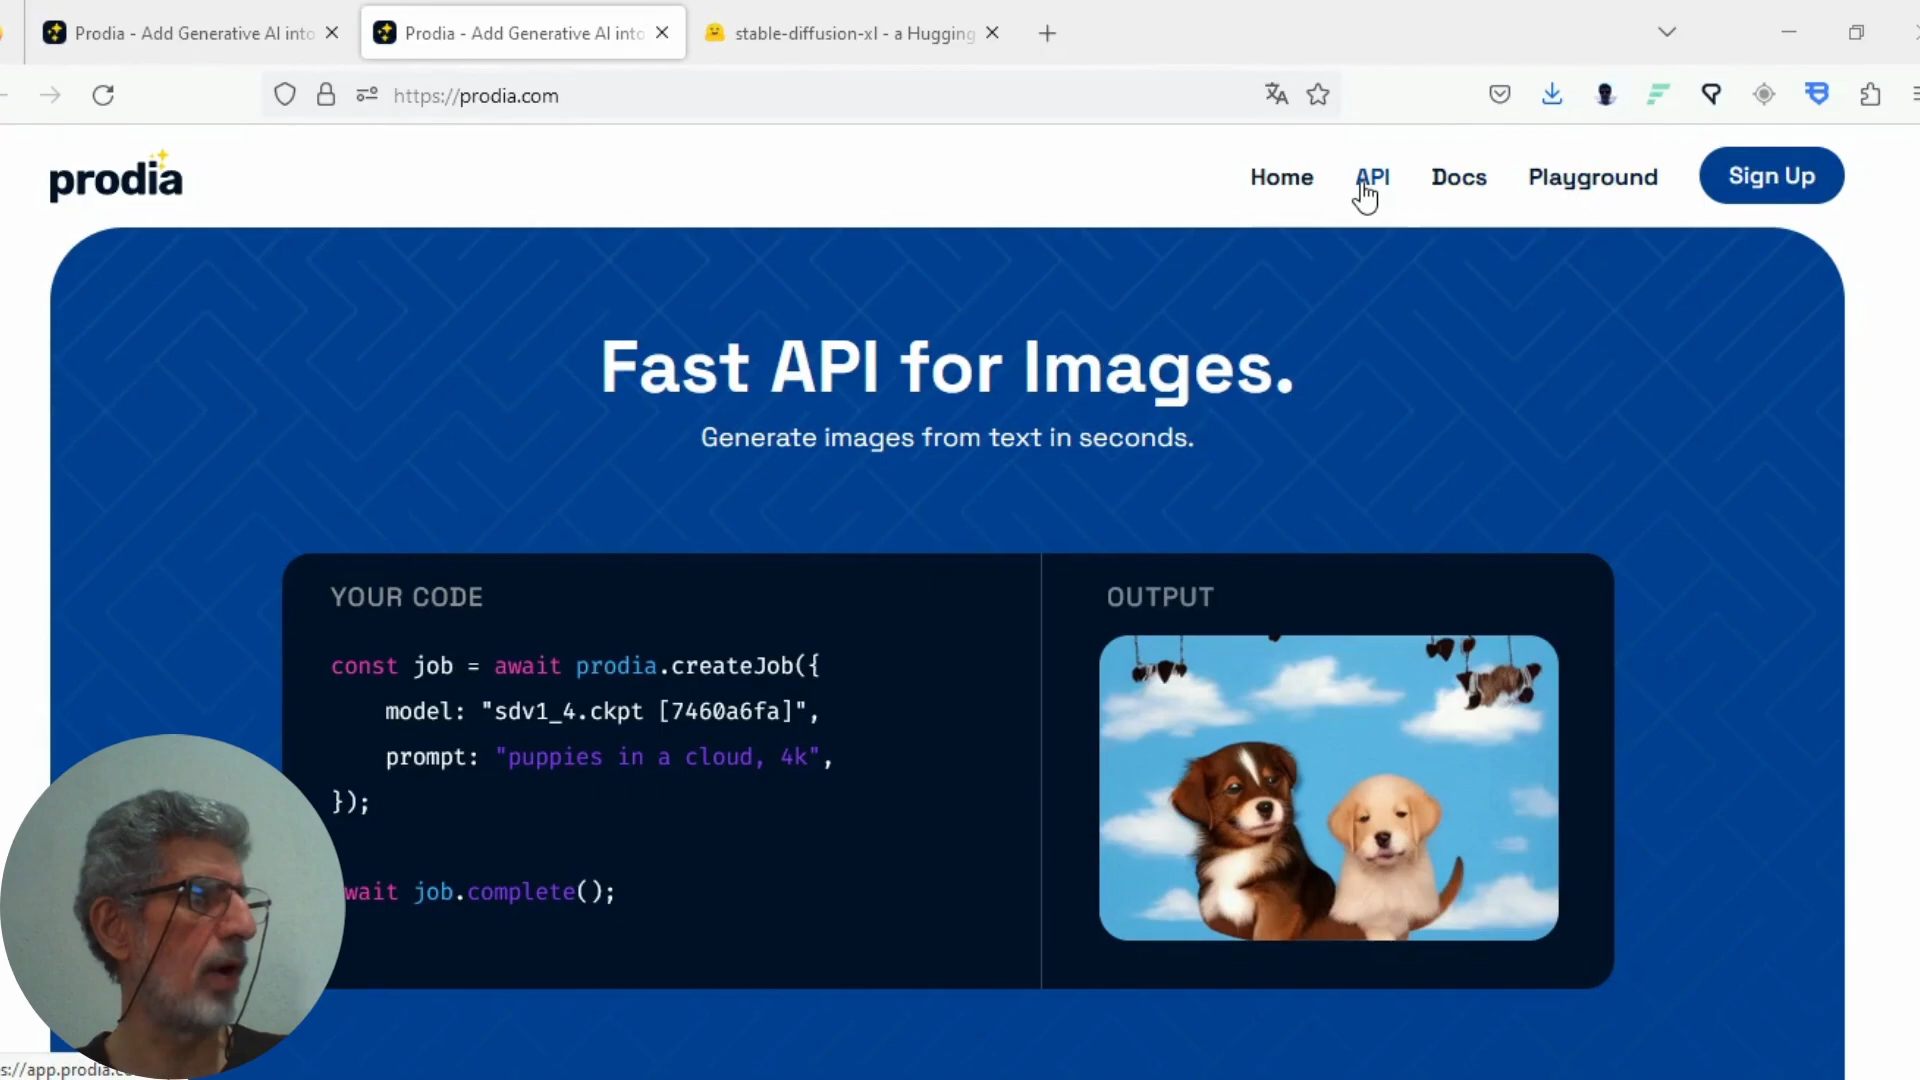 Prodia - Add Generative AI into
Prodia - Add Generative AI into
stable-diffusion-xl - a Hugging
https://prodia.com
prodia
Home
API
Docs
Playground
Sign Up
Fast API for Images.
Generate images from text in seconds.
YOUR CODE
const job = await prodia.createJob({
model: "sdv1_4.ckpt [7460a6fa]",
prompt: "puppies in a cloud, 4k",
});
wait job.complete();
OUTPUT
s://app.prodia.c